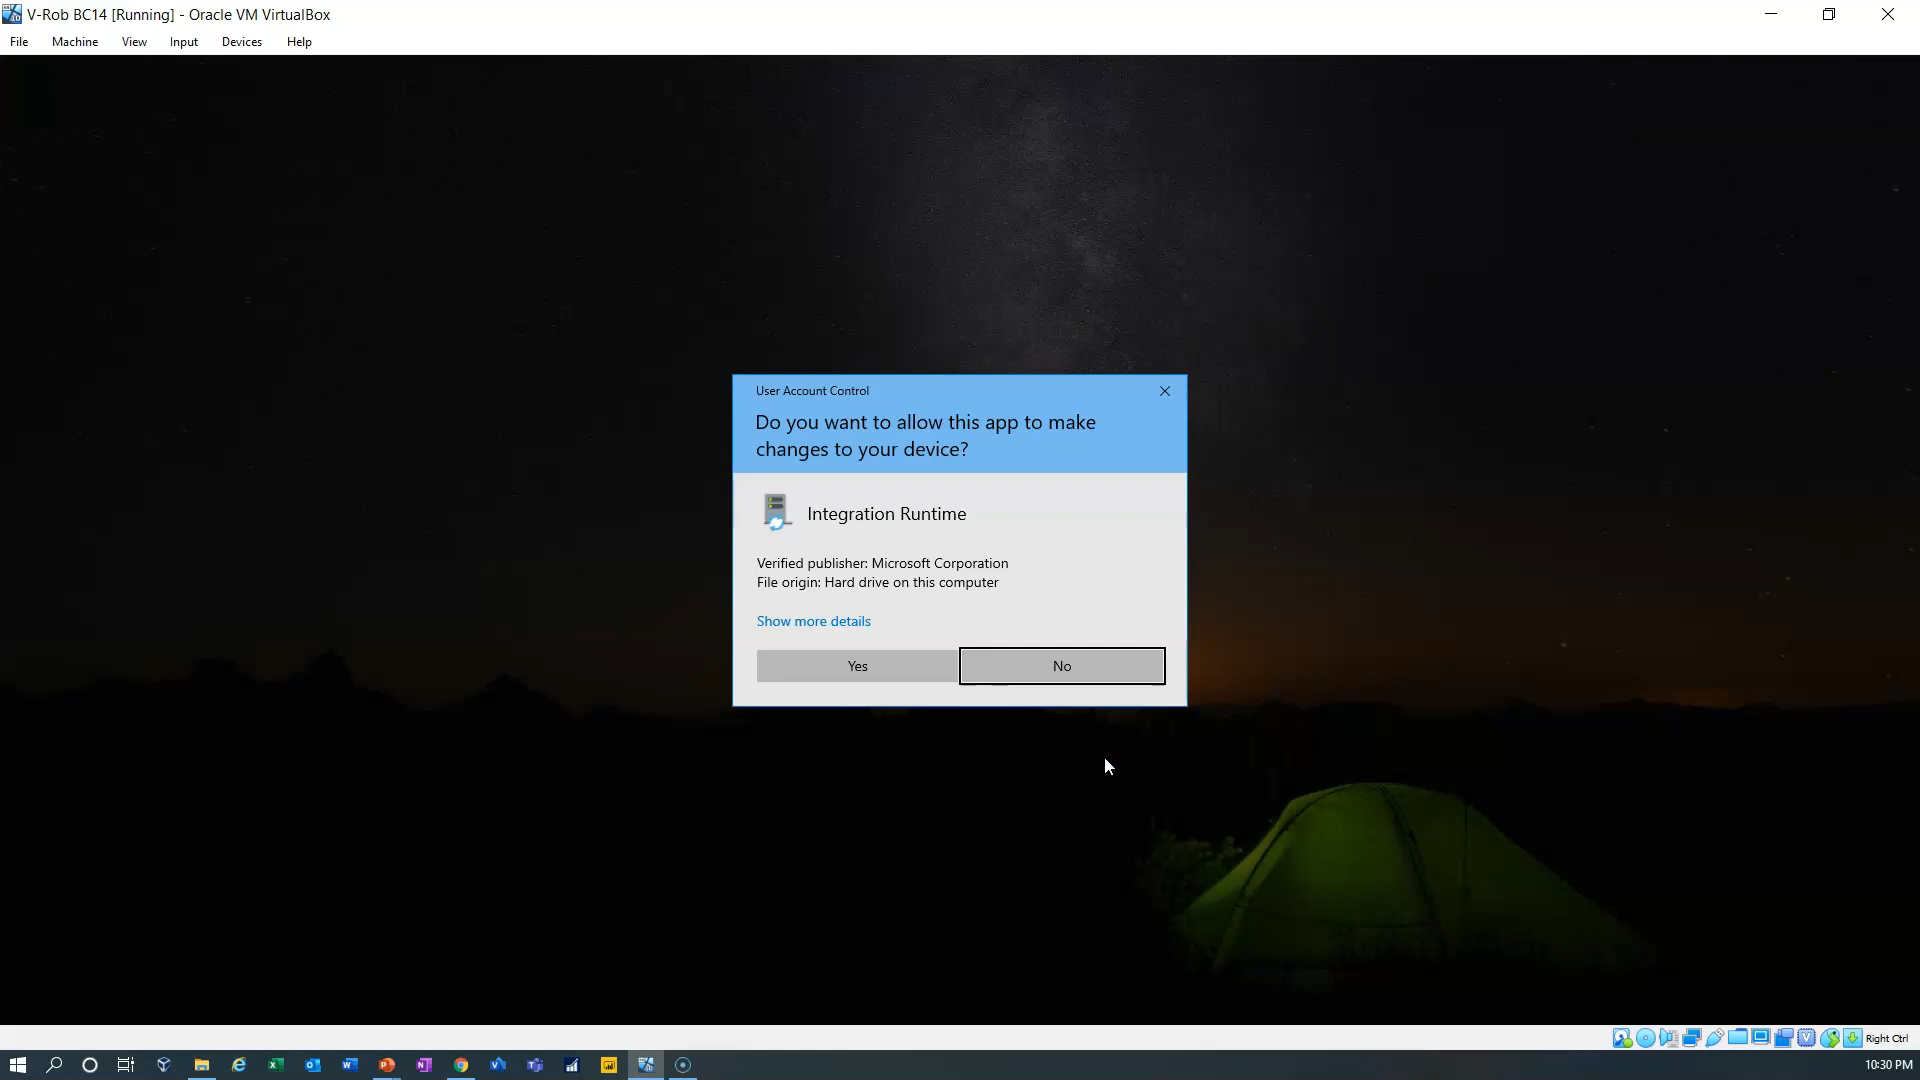 V-Rob BC14 [Running] - Oracle VM VirtualBox
File Machine View Input Devices Help
User Account Control
Do you want to allow this app to make
changes to your device?
Integration Runtime
Verified publisher: Microsoft Corporation
File origin: Hard drive on this computer
Show more details
Yes No
Right Ctrl
10:30 PM